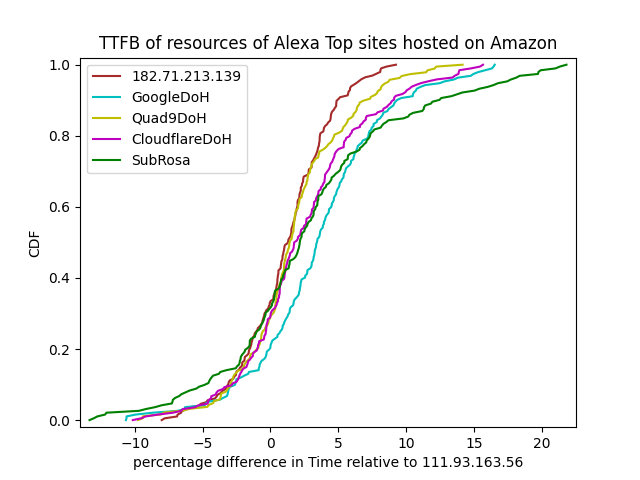 TTFB of resources of Alexa Top sites hosted on Amazon
182.71.213.139
GoogleDoH
Quad9DoH
CloudflareDoH
SubRosa
CDF
1.0
0.8
0.6
0.4
0.2
0.0
−10 −5 0 5 10 15 20
percentage difference in Time relative to 111.93.163.56